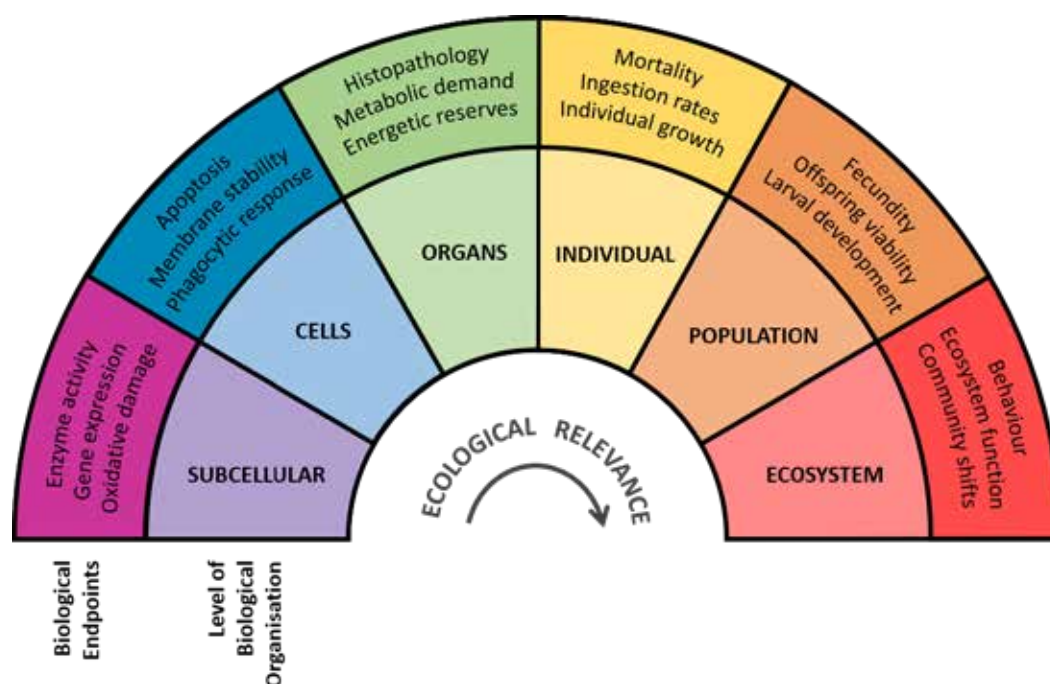 Enzyme activity
Gene expression
Oxidative damage
SUBCELLULAR
Apoptosis
Membrane stability
Phagocytic response
CELLS
Histopathology
Metabolic demand
Energetic reserves
ORGANS
Mortality
Ingestion rates
Individual growth
INDIVIDUAL
Fecundity
Offspring viability
Larval development
POPULATION
Behaviour
Ecosystem function
Community shifts
ECOSYSTEM
ECOLOGICAL RELEVANCE
Biological
Endpoints
Level of
Biological
Organisation